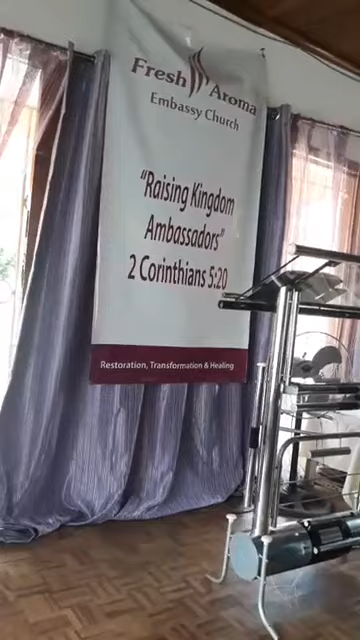 Fresh Aroma
Embassy Church
"Raising Kingdom
Ambassadors"
2 Corinthians 5:20
Restoration, Transformation & Healing